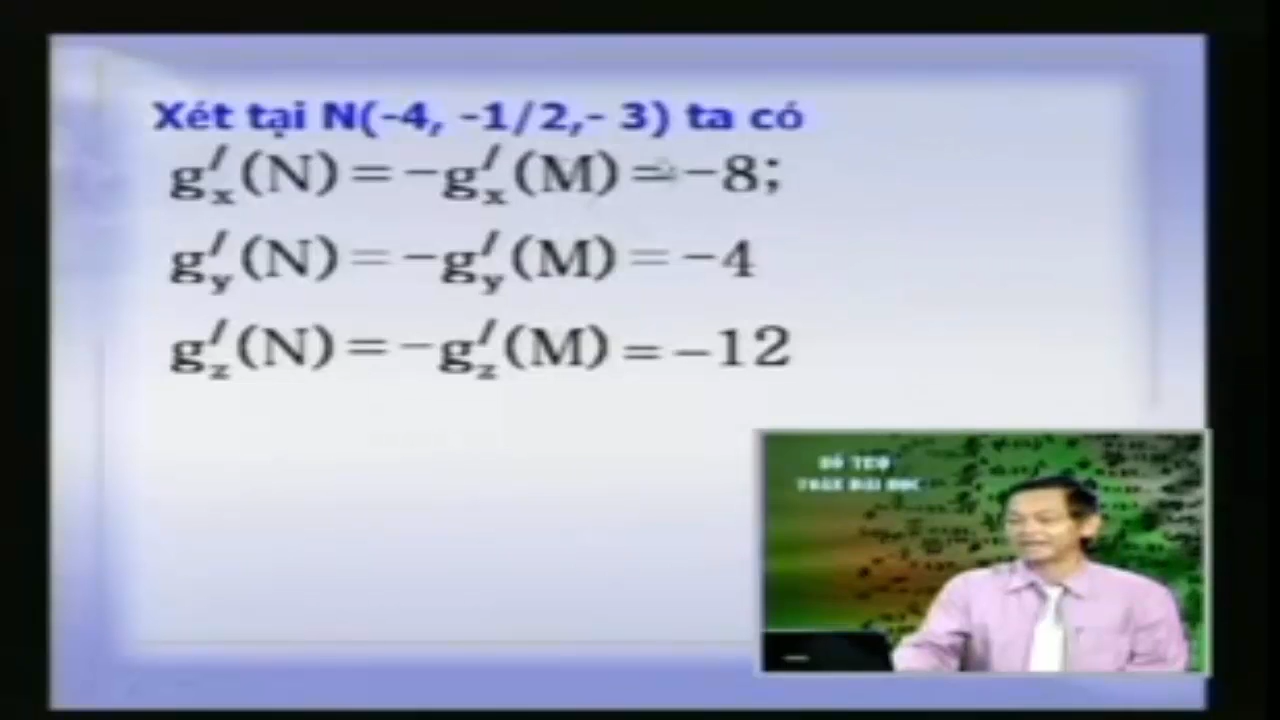 Xét tại N(-4, -1/2,- 3) ta có
g′x(N) = −g′x(M) = −8;
g′y(N) = −g′y(M) = −4
g′z(N) = −g′z(M) = −12